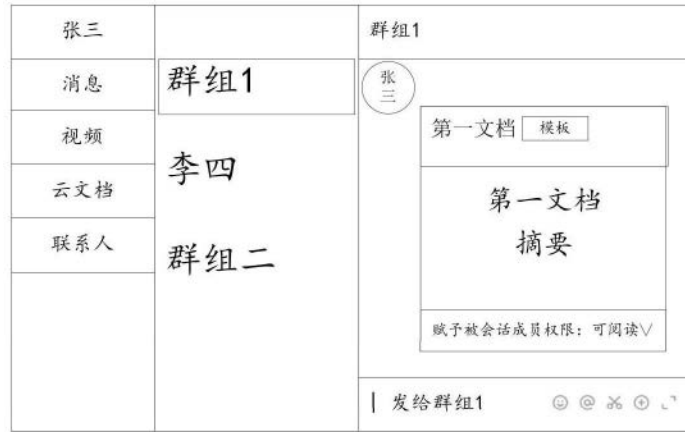 张三
消息
视频
云文档
联系人
群组1
李四
群组二
群组1
张
三
第一文档 模板
第一文档
摘要
赋予被会话成员权限：可阅读∨
发给群组1